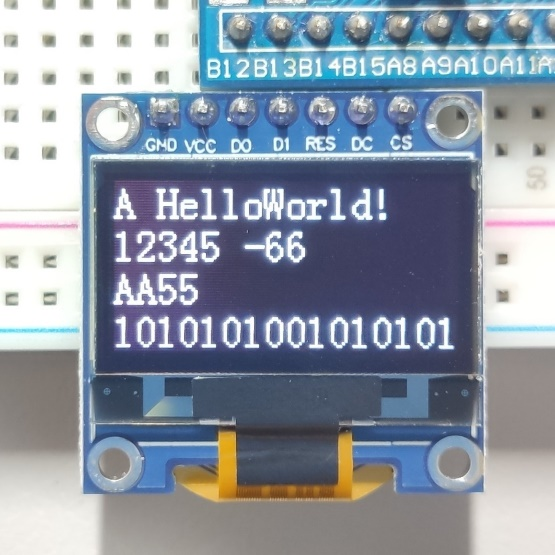 B12 B13 B14 B15 A8 A9 A10 A11 A
GND VCC D0 D1 RES DC CS
50
A HelloWorld!
12345 -66
AA55
1010101001010101